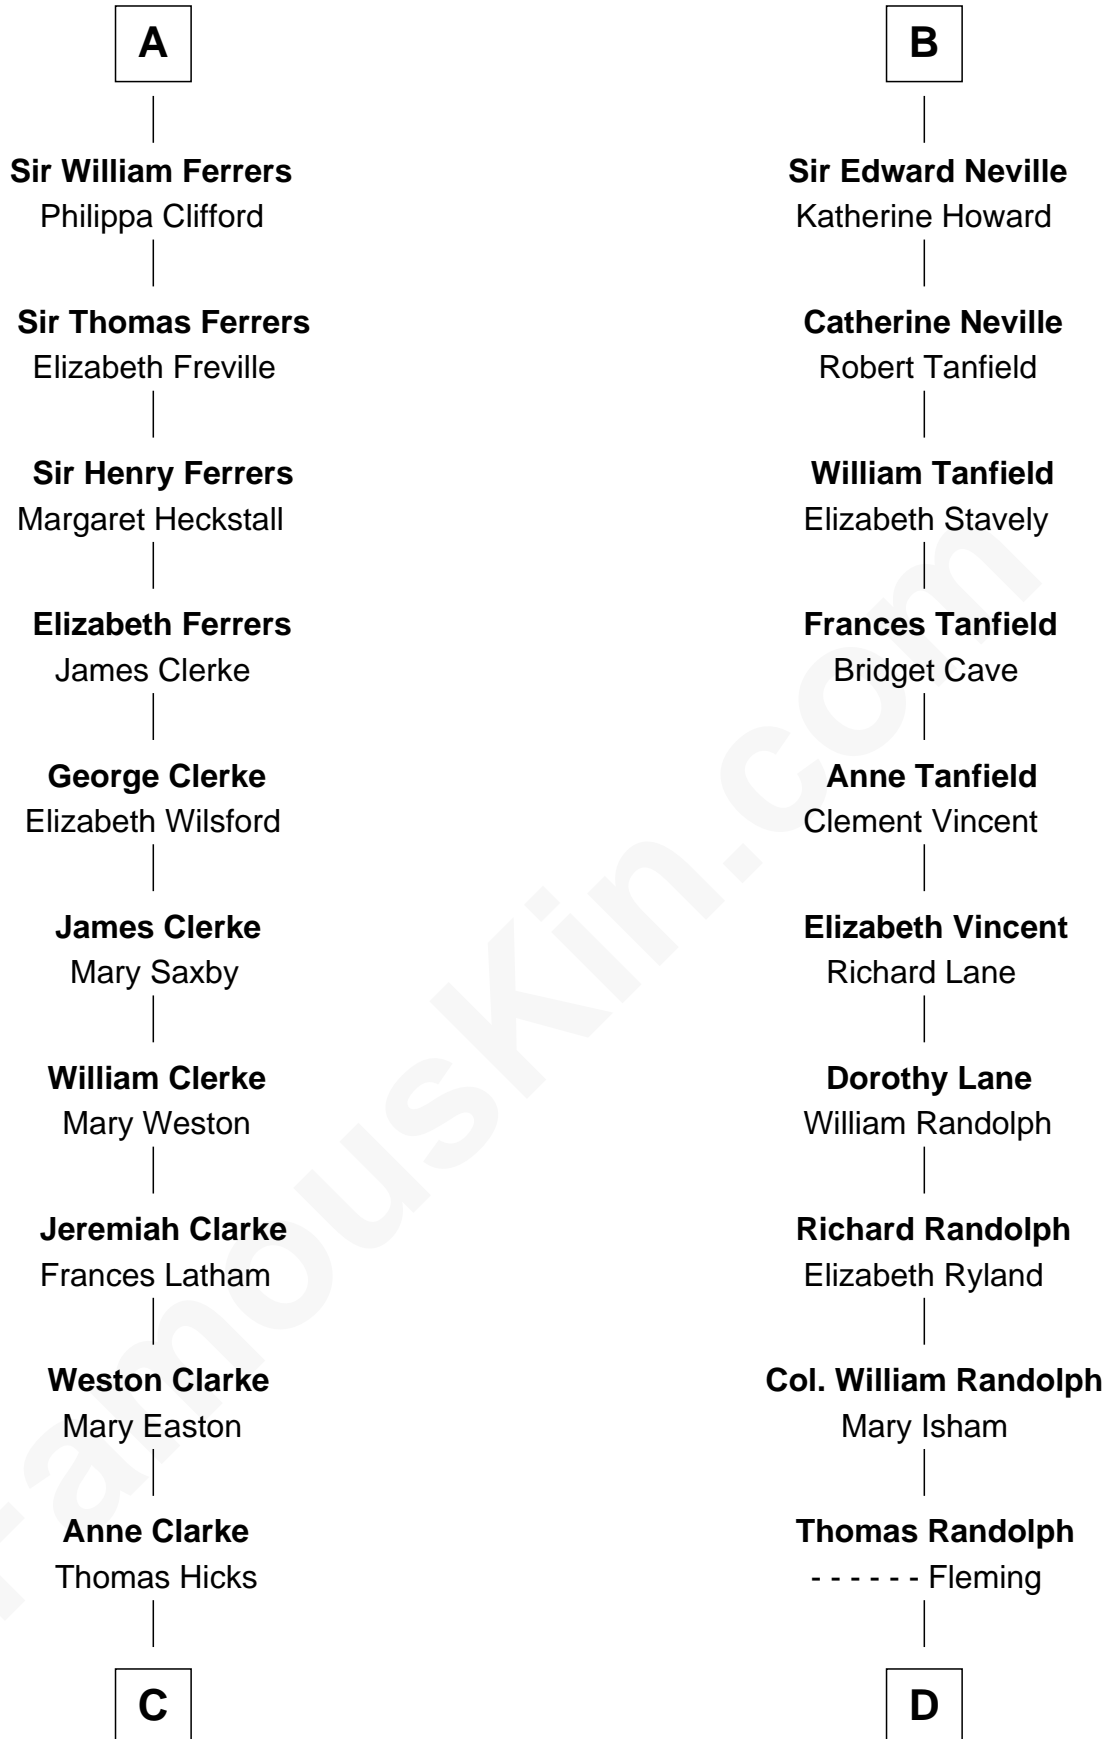 A
Sir William Ferrers
Philippa Clifford
Sir Thomas Ferrers
Elizabeth Freville
Sir Henry Ferrers
Margaret Heckstall
Elizabeth Ferrers
James Clerke
George Clerke
Elizabeth Wilsford
James Clerke
Mary Saxby
William Clerke
Mary Weston
Jeremiah Clarke
Frances Latham
Weston Clarke
Mary Easton
Anne Clarke
Thomas Hicks
C
B
Sir Edward Neville
Katherine Howard
Catherine Neville
Robert Tanfield
William Tanfield
Elizabeth Stavely
Frances Tanfield
Bridget Cave
Anne Tanfield
Clement Vincent
Elizabeth Vincent
Richard Lane
Dorothy Lane
William Randolph
Richard Randolph
Elizabeth Ryland
Col. William Randolph
Mary Isham
Thomas Randolph
- - - - - - Fleming
D
FamousKin.com